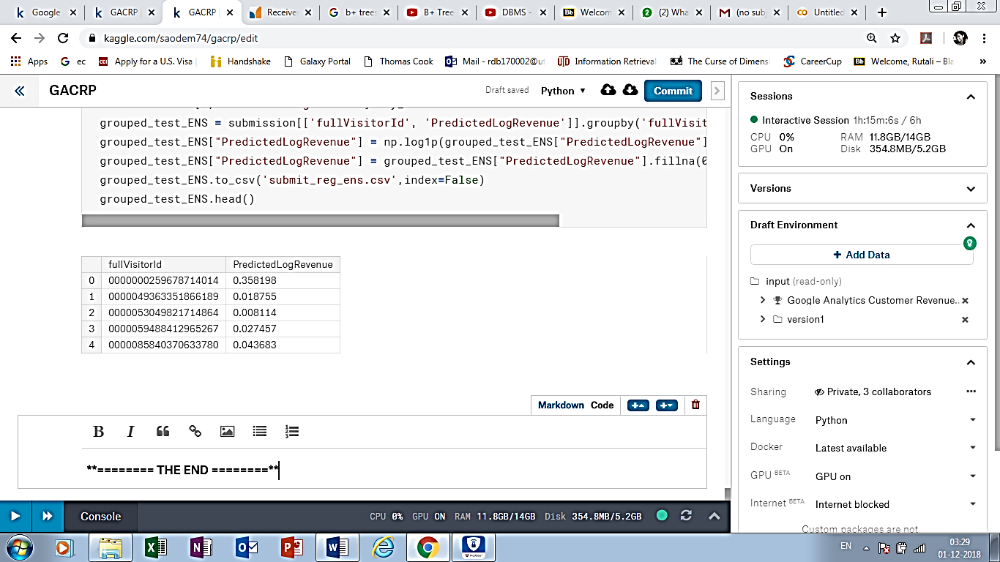 Google
GACRP
GACRP
Receive
b+ trees
B+ Tree
DBMS -
Welcom
(2) Wha
(no sub
Untitled
kaggle.com/saodem74/gacrp/edit
Apps
ec
Apply for a U.S. Visa
Handshake
Galaxy Portal
Thomas Cook
Mail - rdb170002@ut
Information Retrieval
The Curse of Dimens
CareerCup
Welcome, Rutali – Bla
»
GACRP
Draft saved
Python
Commit
grouped_test_ENS = submission[['fullVisitorId', 'PredictedLogRevenue']].groupby('fullVisit
grouped_test_ENS["PredictedLogRevenue"] = np.log1p(grouped_test_ENS["PredictedLogRevenue"]
grouped_test_ENS["PredictedLogRevenue"] = grouped_test_ENS["PredictedLogRevenue"].fillna(0
grouped_test_ENS.to_csv('submit_reg_ens.csv',index=False)
grouped_test_ENS.head()
fullVisitorId PredictedLogRevenue
0 0000000259678714014 0.358198
1 0000049363351866189 0.018755
2 0000053049821714864 0.008114
3 0000059488412965267 0.027457
4 0000085840370633780 0.043683
Markdown Code
B I
**======== THE END ========**
Console
CPU 0% GPU ON RAM 11.8GB/14GB Disk 354.8MB/5.2GB
Sessions
Interactive Session 1h:15m:6s / 6h
CPU 0% RAM 11.8GB/14GB
GPU On Disk 354.8MB/5.2GB
Versions
Draft Environment
+ Add Data
input (read-only)
Google Analytics Customer Revenue..
version1
Settings
Sharing Private, 3 collaborators
Language Python
Docker Latest available
GPU BETA GPU on
Internet BETA Internet blocked
Custom packages are not
EN
03:29
01-12-2018